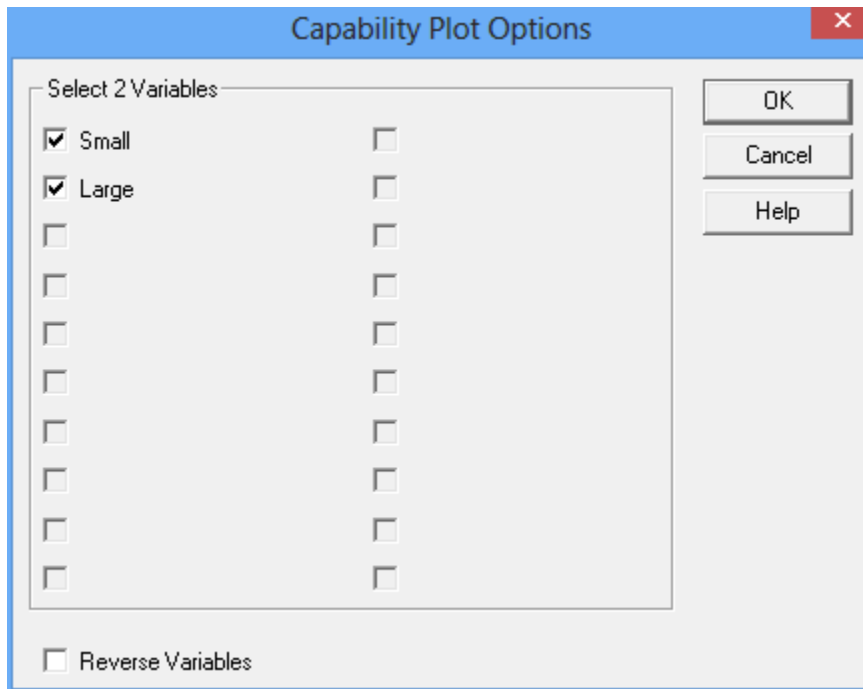 Capability Plot Options
Select 2 Variables
Small
Large
OK
Cancel
Help
Reverse Variables